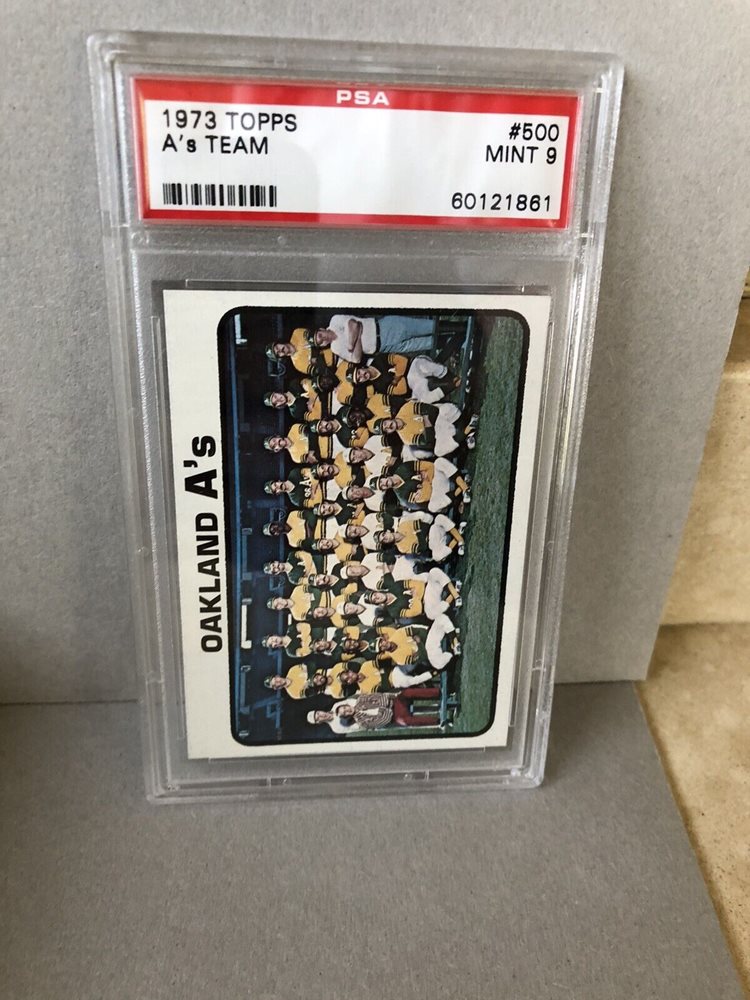 PSA
1973 TOPPS
#500
A's TEAM
MINT 9
60121861
OAKLAND A's